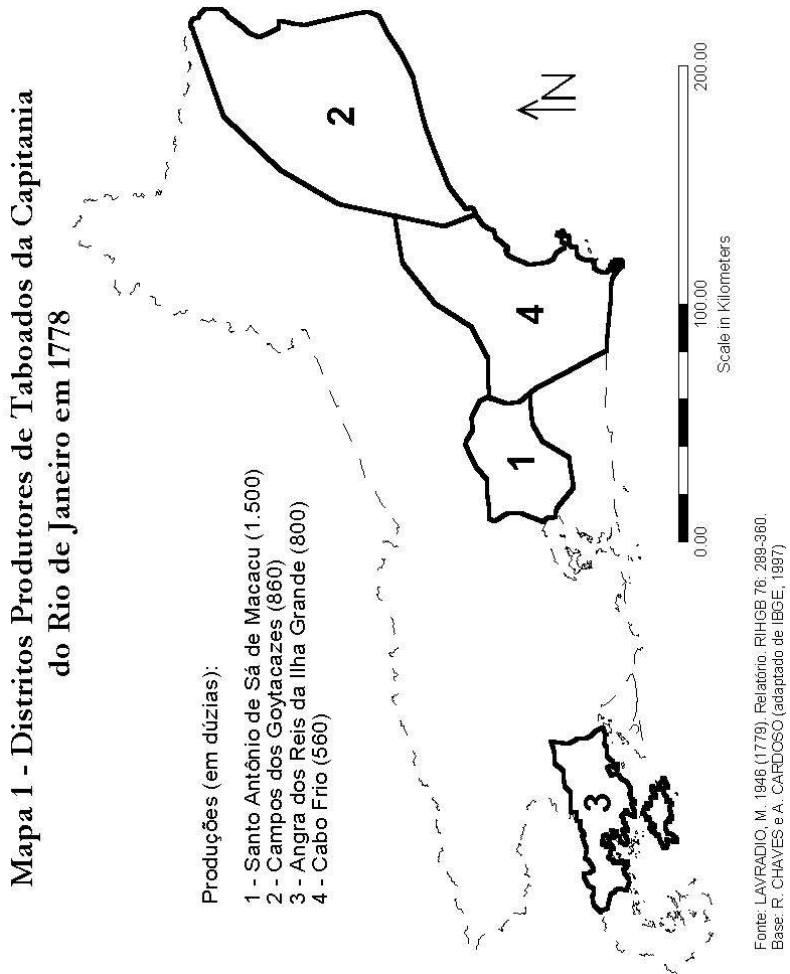 Mapa 1 - Distritos Produtores de Taboados da Capitania
do Rio de Janeiro em 1778
Produções (em dúzias):
1 - Santo Antônio de Sá de Macacu (1.500)
2 - Campos dos Goytacazes (860)
3 - Angra dos Reis da Ilha Grande (800)
4 - Cabo Frio (560)
2
4
1
3
N
0.00
100.00
200.00
Scale in Kilometers
Fonte: LAVRADIO, M. 1946 (1779). Relatório. RIHGB 76: 289-360.
Base: R. CHAVES e A. CARDOSO (adaptado de IBGE, 1997)